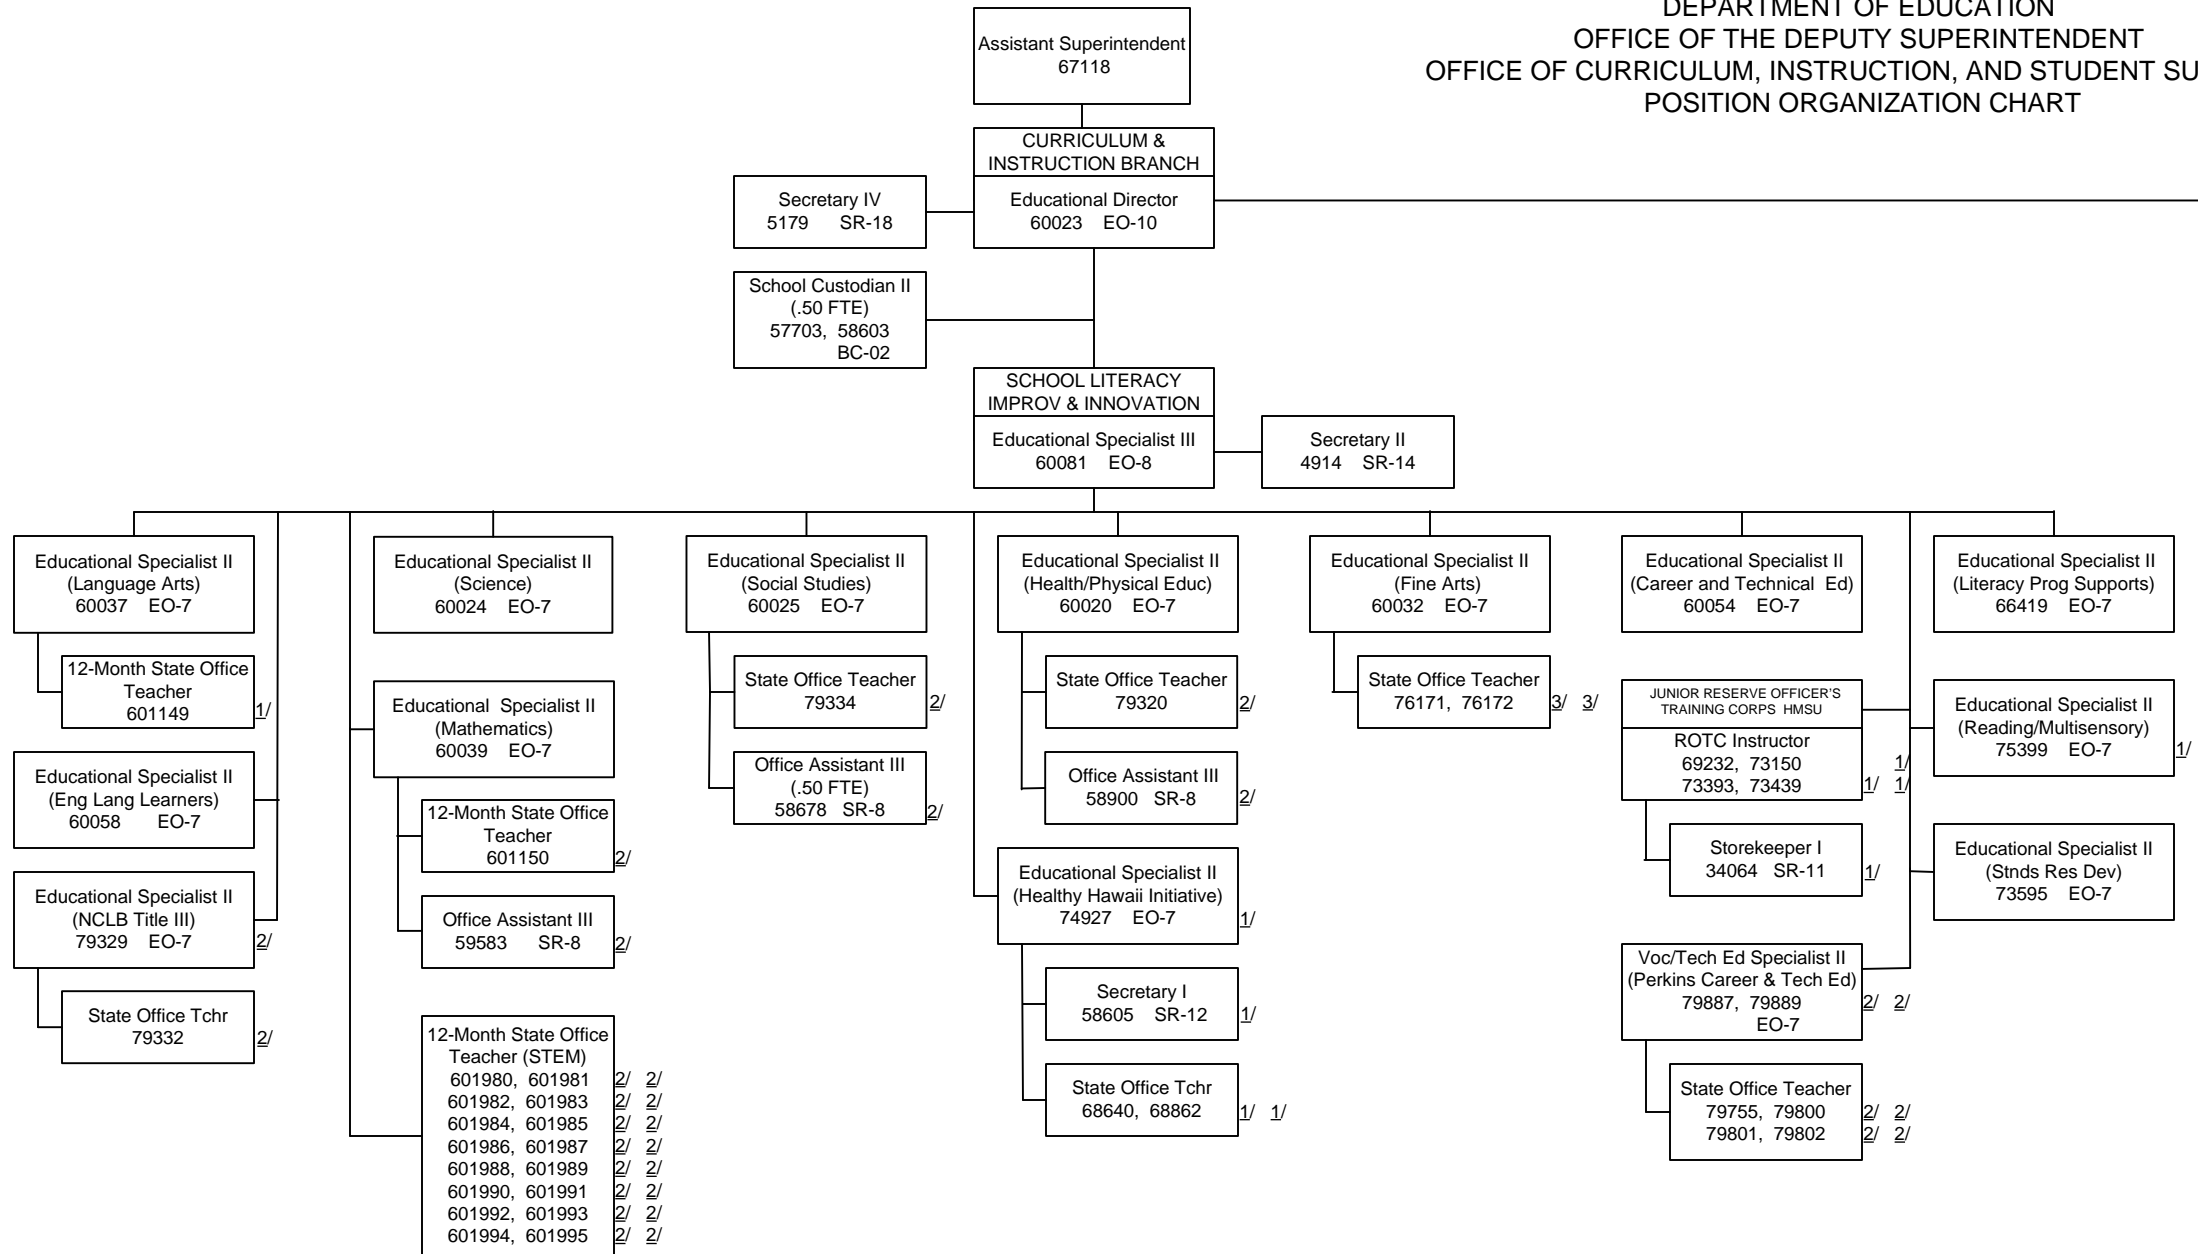 DEPARTMENT OF EDUCATION
OFFICE OF THE DEPUTY SUPERINTENDENT
OFFICE OF CURRICULUM, INSTRUCTION, AND STUDENT SU
POSITION ORGANIZATION CHART
Assistant Superintendent
67118
CURRICULUM &
INSTRUCTION BRANCH
Educational Director
60023 EO-10
Secretary IV
5179 SR-18
School Custodian II
(.50 FTE)
57703, 58603
BC-02
SCHOOL LITERACY
IMPROV & INNOVATION
Educational Specialist III
60081 EO-8
Secretary II
4914 SR-14
Educational Specialist II
(Language Arts)
60037 EO-7
12-Month State Office
Teacher
601149 1/
Educational Specialist II
(Eng Lang Learners)
60058 EO-7
Educational Specialist II
(NCLB Title III)
79329 EO-7 2/
State Office Tchr
79332 2/
Educational Specialist II
(Science)
60024 EO-7
Educational Specialist II
(Mathematics)
60039 EO-7
12-Month State Office
Teacher
601150 2/
Office Assistant III
59583 SR-8 2/
12-Month State Office
Teacher (STEM)
601980, 601981 2/ 2/
601982, 601983 2/ 2/
601984, 601985 2/ 2/
601986, 601987 2/ 2/
601988, 601989 2/ 2/
601990, 601991 2/ 2/
601992, 601993 2/ 2/
601994, 601995 2/ 2/
Educational Specialist II
(Social Studies)
60025 EO-7
State Office Teacher
79334 2/
Office Assistant III
(.50 FTE)
58678 SR-8 2/
Educational Specialist II
(Health/Physical Educ)
60020 EO-7
State Office Teacher
79320 2/
Office Assistant III
58900 SR-8 2/
Educational Specialist II
(Healthy Hawaii Initiative)
74927 EO-7 1/
Secretary I
58605 SR-12 1/
State Office Tchr
68640, 68862 1/ 1/
Educational Specialist II
(Fine Arts)
60032 EO-7
State Office Teacher
76171, 76172 3/ 3/
Educational Specialist II
(Career and Technical Ed)
60054 EO-7
JUNIOR RESERVE OFFICER'S
TRAINING CORPS HMSU
ROTC Instructor
69232, 73150 1/
73393, 73439 1/ 1/
Storekeeper I
34064 SR-11 1/
Voc/Tech Ed Specialist II
(Perkins Career & Tech Ed)
79887, 79889 2/ 2/
EO-7
State Office Teacher
79755, 79800 2/ 2/
79801, 79802 2/ 2/
Educational Specialist II
(Literacy Prog Supports)
66419 EO-7
Educational Specialist II
(Reading/Multisensory)
75399 EO-7 1/
Educational Specialist II
(Stnds Res Dev)
73595 EO-7